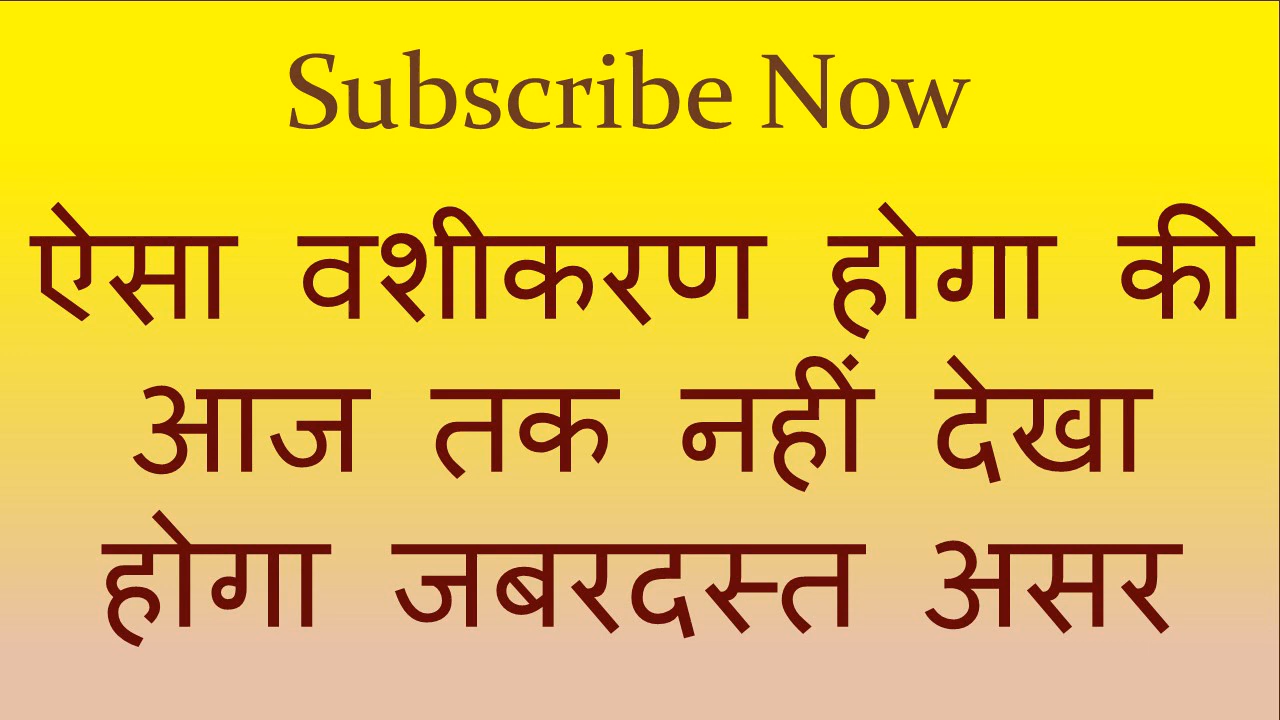 Subscribe Now
ऐसा वशीकरण होगा की
आज तक नहीं देखा
होगा जबरदस्त असर